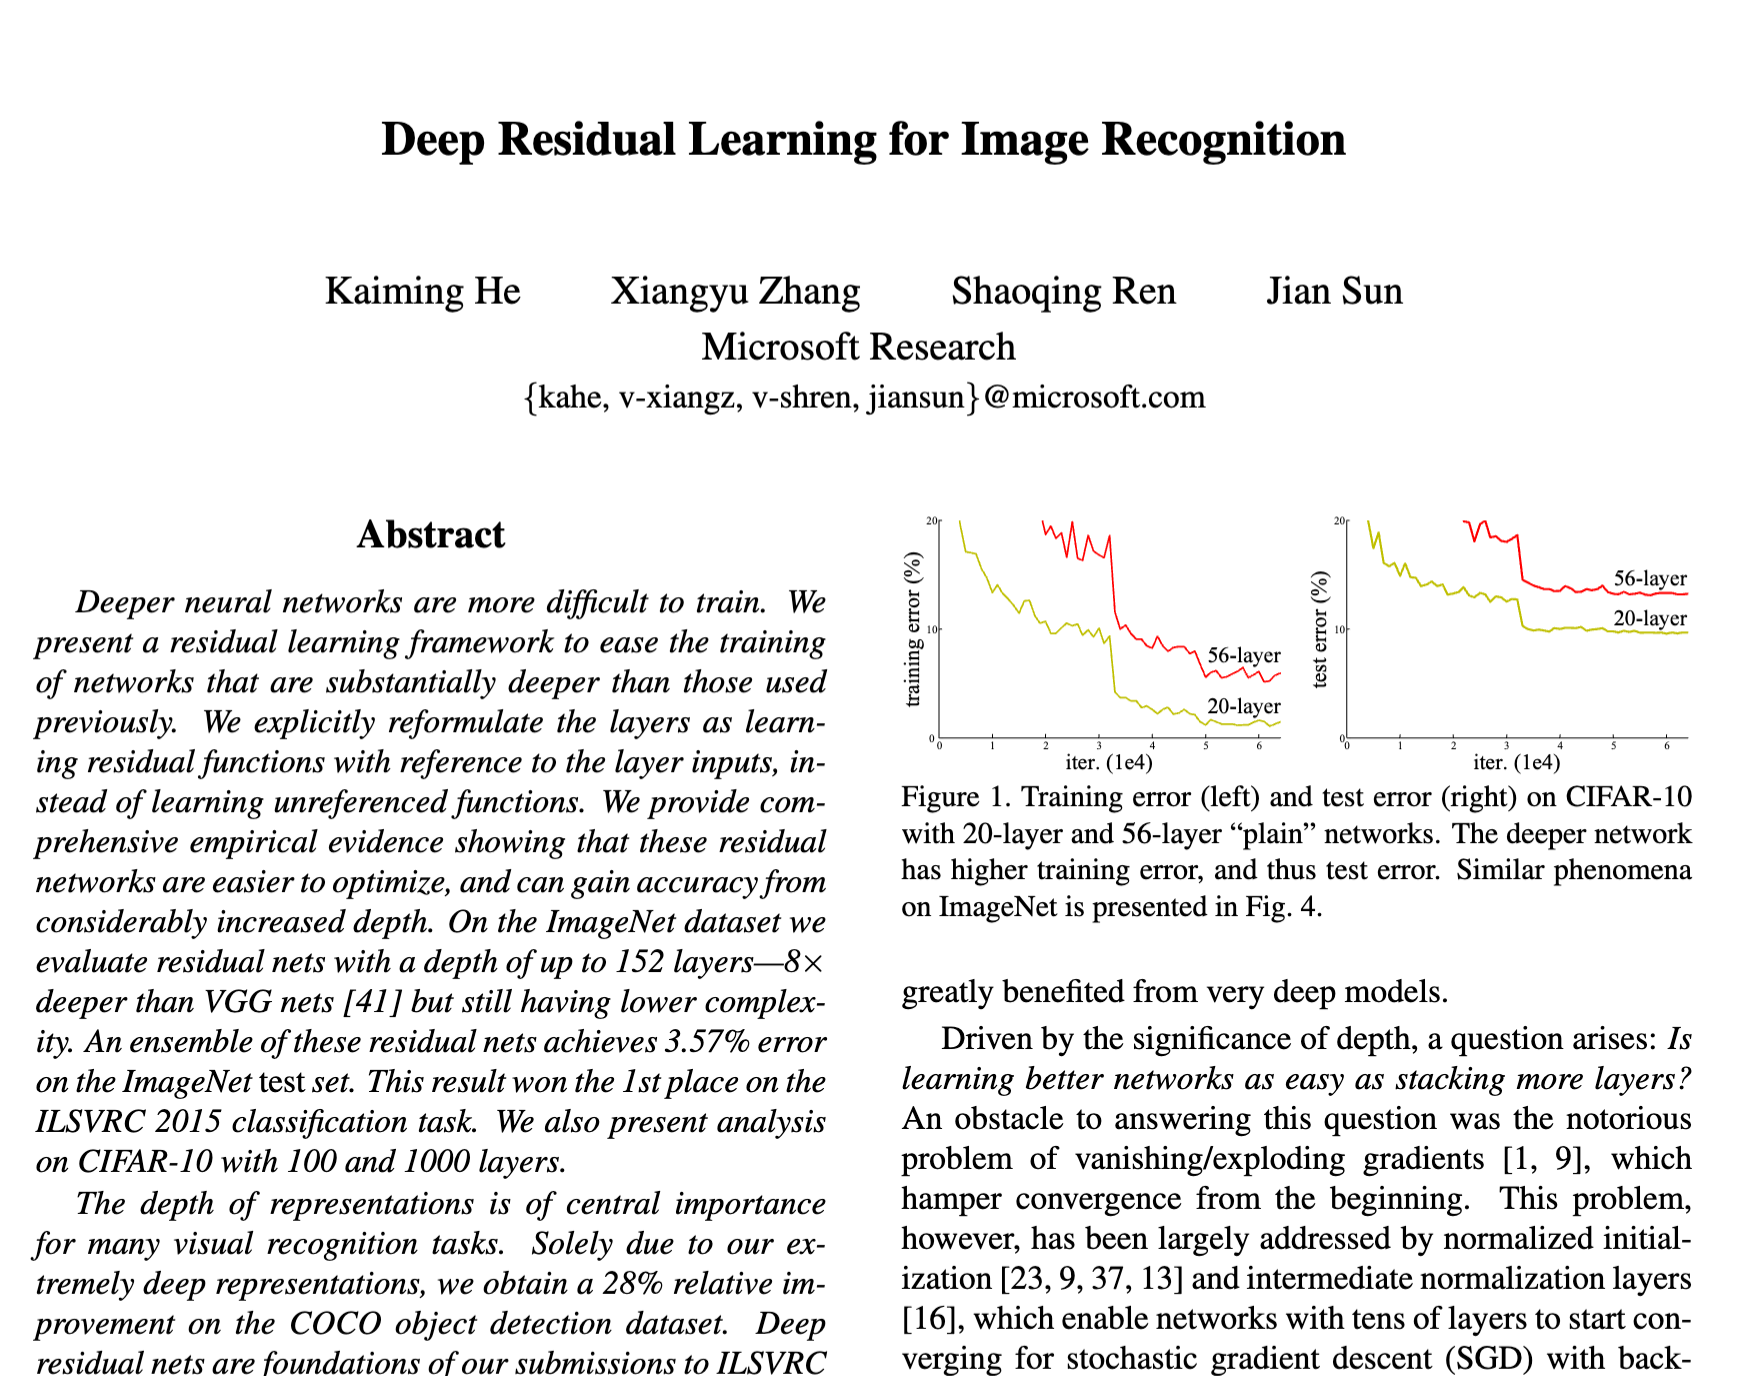 Deep Residual Learning for Image Recognition
Kaiming He Xiangyu Zhang Shaoqing Ren Jian Sun
Microsoft Research
{kahe, v-xiangz, v-shren, jiansun}@microsoft.com
Abstract
Deeper neural networks are more difficult to train. We
present a residual learning framework to ease the training
of networks that are substantially deeper than those used
previously. We explicitly reformulate the layers as learn-
ing residual functions with reference to the layer inputs, in-
stead of learning unreferenced functions. We provide com-
prehensive empirical evidence showing that these residual
networks are easier to optimize, and can gain accuracy from
considerably increased depth. On the ImageNet dataset we
evaluate residual nets with a depth of up to 152 layers—8×
deeper than VGG nets [41] but still having lower complex-
ity. An ensemble of these residual nets achieves 3.57% error
on the ImageNet test set. This result won the 1st place on the
ILSVRC 2015 classification task. We also present analysis
on CIFAR-10 with 100 and 1000 layers.
The depth of representations is of central importance
for many visual recognition tasks. Solely due to our ex-
tremely deep representations, we obtain a 28% relative im-
provement on the COCO object detection dataset. Deep
residual nets are foundations of our submissions to ILSVRC
20
10
0
training error (%)
56-layer
20-layer
0 1 2 3 4 5 6
iter. (1e4)
20
10
0
test error (%)
56-layer
20-layer
0 1 2 3 4 5 6
iter. (1e4)
Figure 1. Training error (left) and test error (right) on CIFAR-10
with 20-layer and 56-layer “plain” networks. The deeper network
has higher training error, and thus test error. Similar phenomena
on ImageNet is presented in Fig. 4.
greatly benefited from very deep models.
Driven by the significance of depth, a question arises: Is
learning better networks as easy as stacking more layers?
An obstacle to answering this question was the notorious
problem of vanishing/exploding gradients [1, 9], which
hamper convergence from the beginning. This problem,
however, has been largely addressed by normalized initial-
ization [23, 9, 37, 13] and intermediate normalization layers
[16], which enable networks with tens of layers to start con-
verging for stochastic gradient descent (SGD) with back-